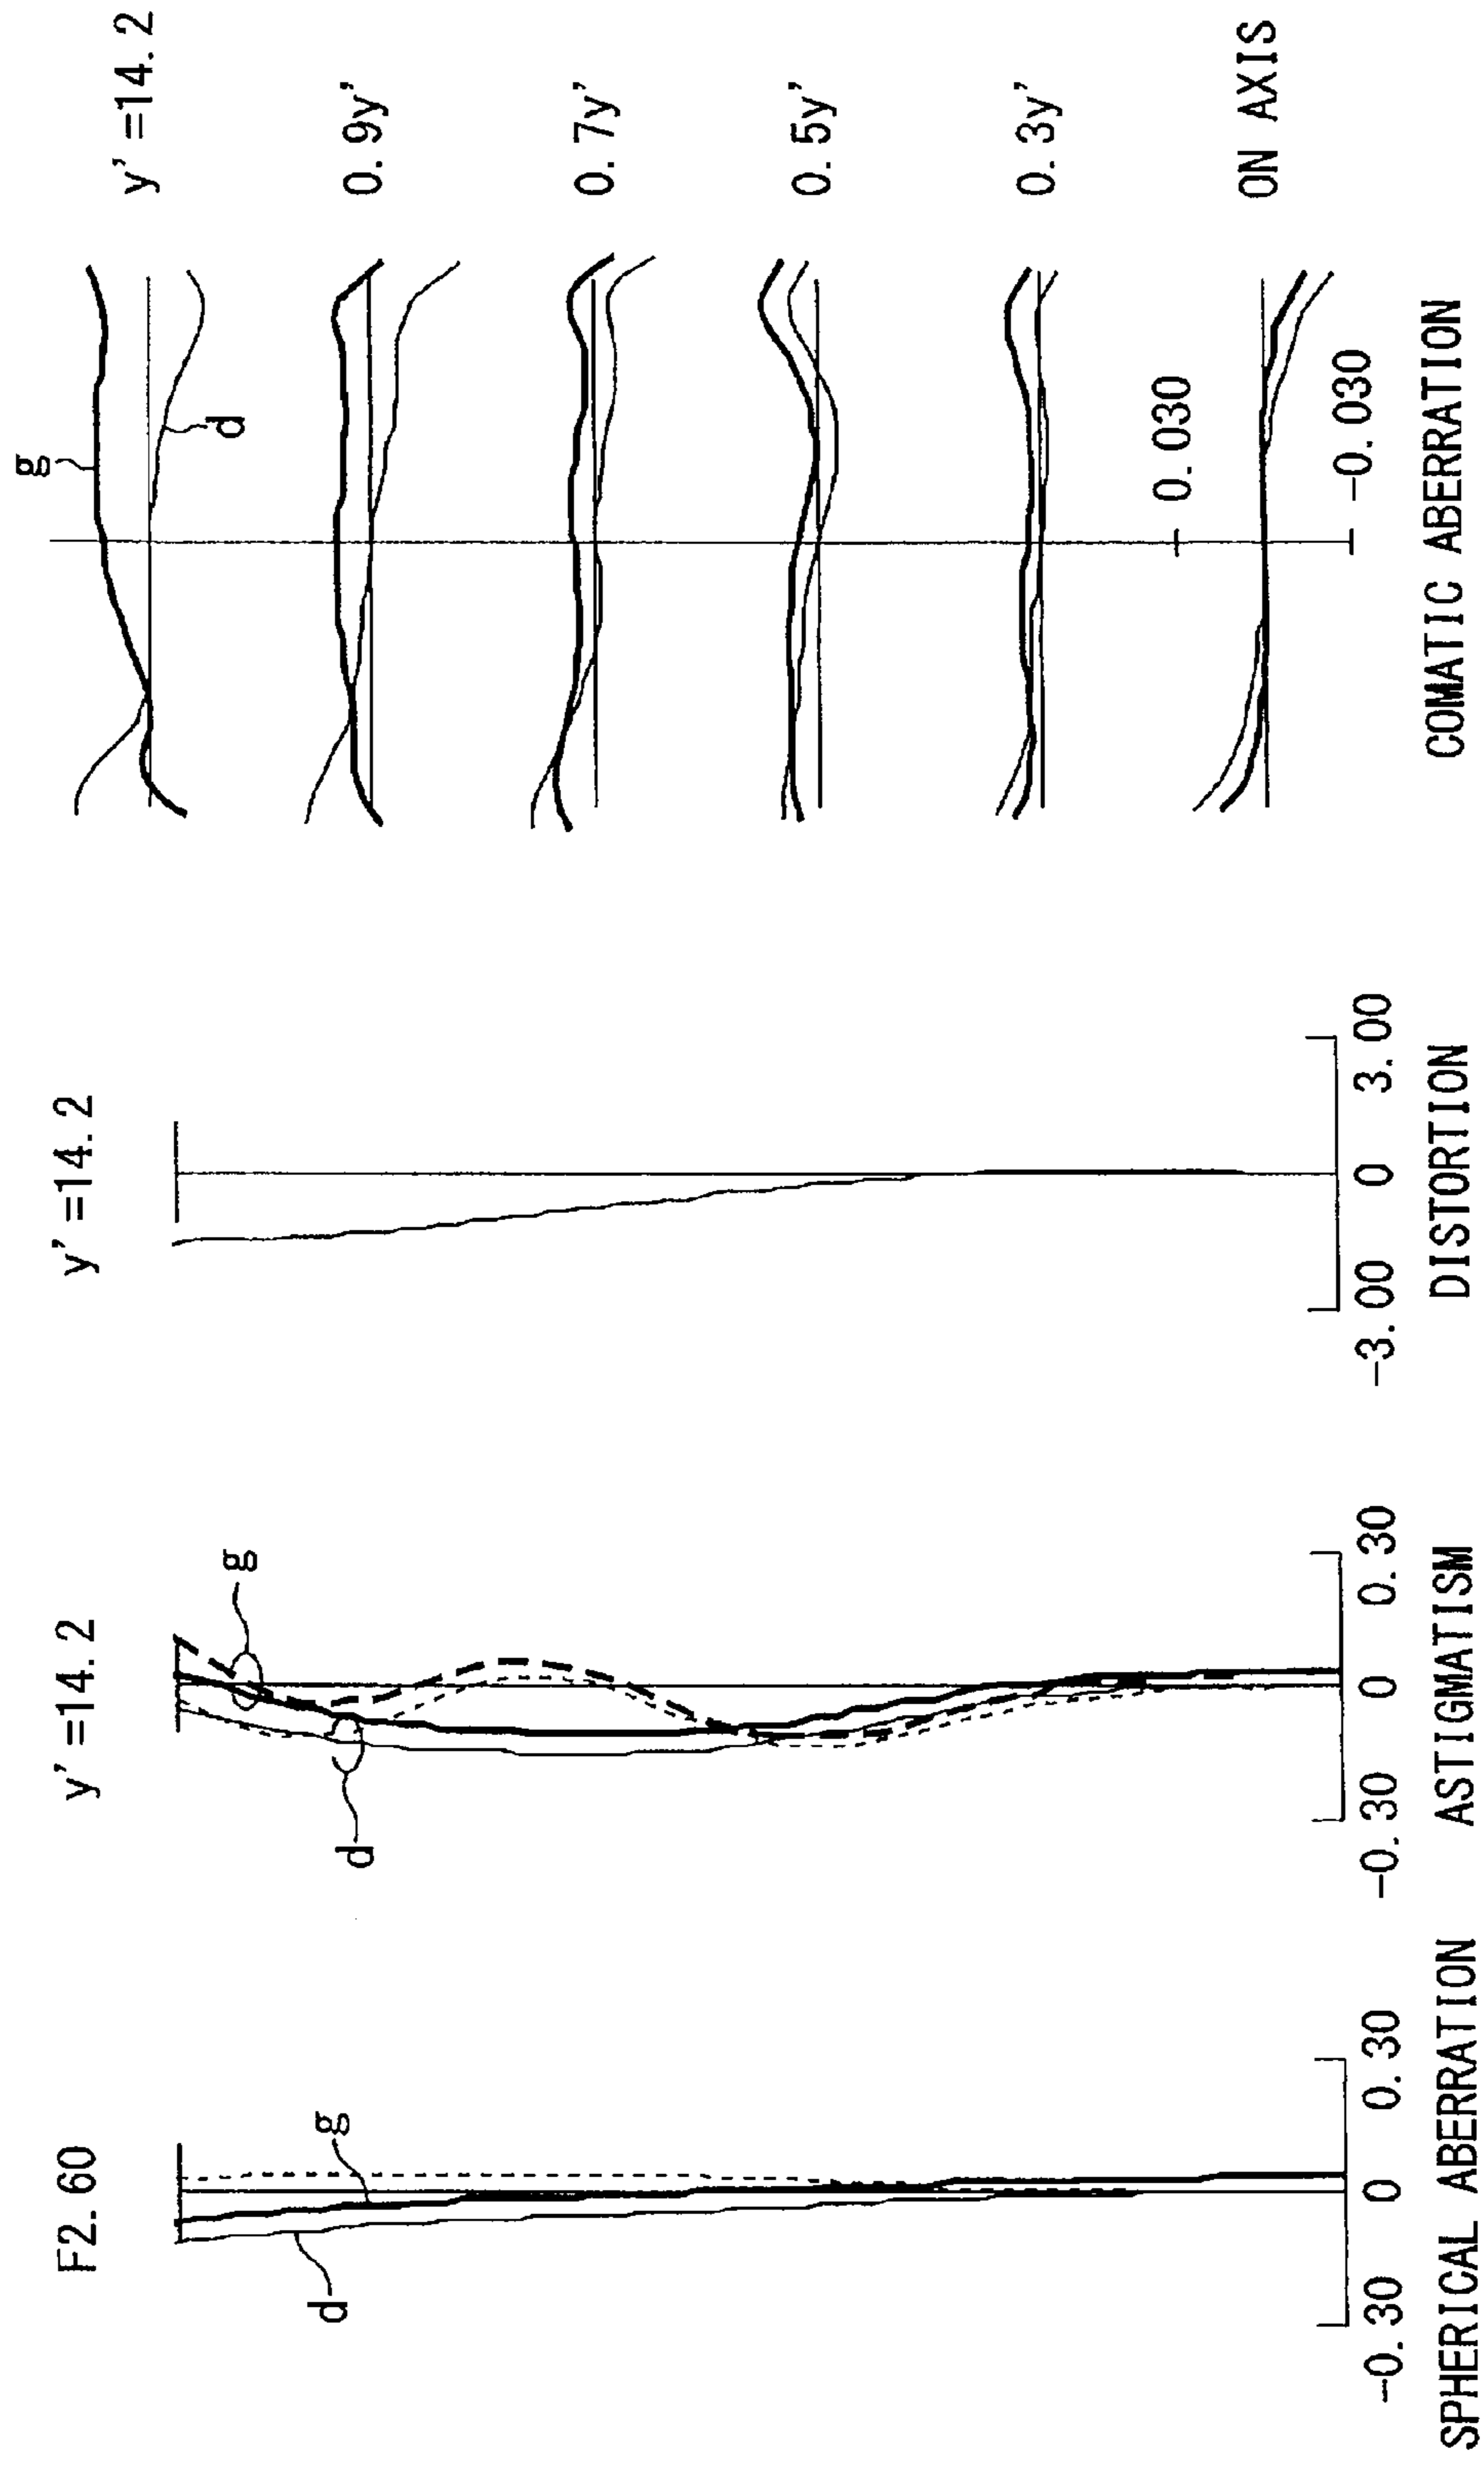 F2. 60
g
d
-0. 30
0
0. 30
SPHERICAL ABERRATION
y' =14. 2
g
d
-0. 30
0
0. 30
ASTIGMATISM
y' =14. 2
-3. 00
0
3. 00
DISTORTION
g
d
y' =14. 2
0. 9y'
0. 7y'
0. 5y'
0. 3y'
0. 030
ON AXIS
-0. 030
COMATIC ABERRATION